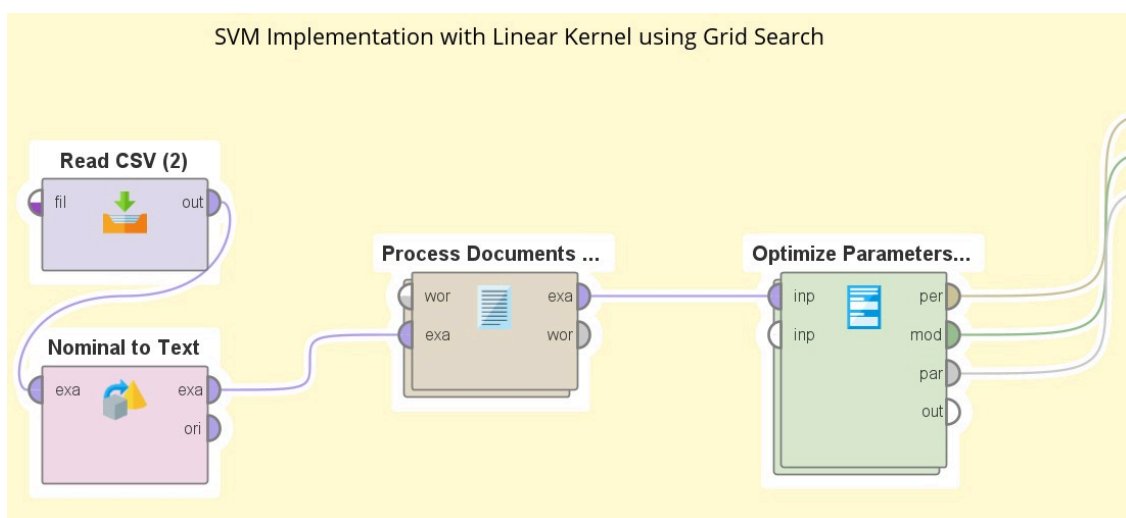 SVM Implementation with Linear Kernel using Grid Search
Read CSV (2)
fil out
Nominal to Text
exa exa
ori
Process Documents ...
wor exa
exa wor
Optimize Parameters...
inp per
inp mod
par
out